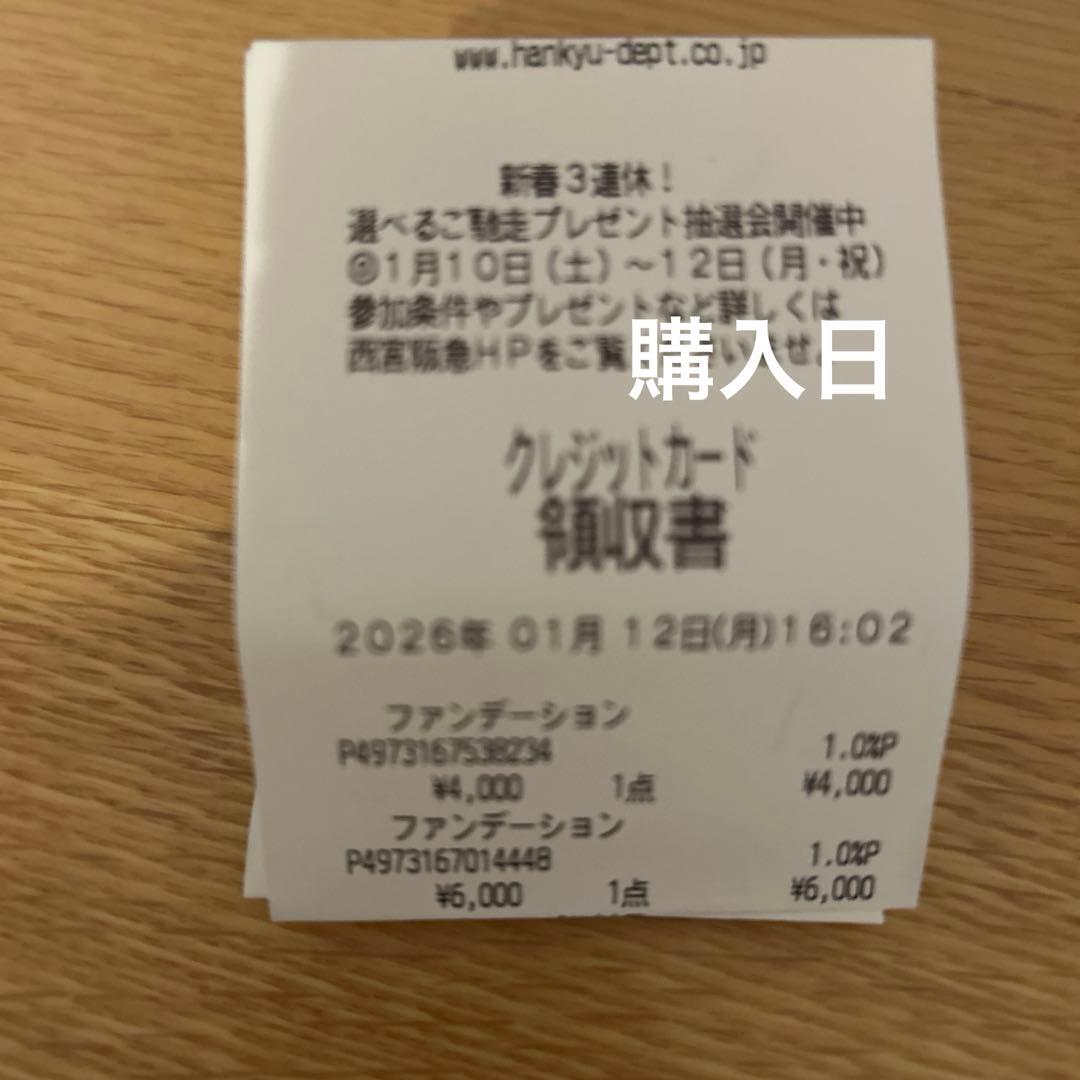 www.hankyu-dept.co.jp
新春3連休!
選べるご馳走プレゼント抽選会開催中
◎1月10日(土)~12日(月・祝)
参加条件やプレゼントなど詳しくは
西宮阪急HPをご覧
購入日
クレジットカード
領収書
2026年 01月 12日(月)16:02
ファンデーション
P4973167538234 1.0%P
¥4,000 1点 ¥4,000
ファンデーション
P4973167014448 1.0%P
¥6,000 1点 ¥6,000